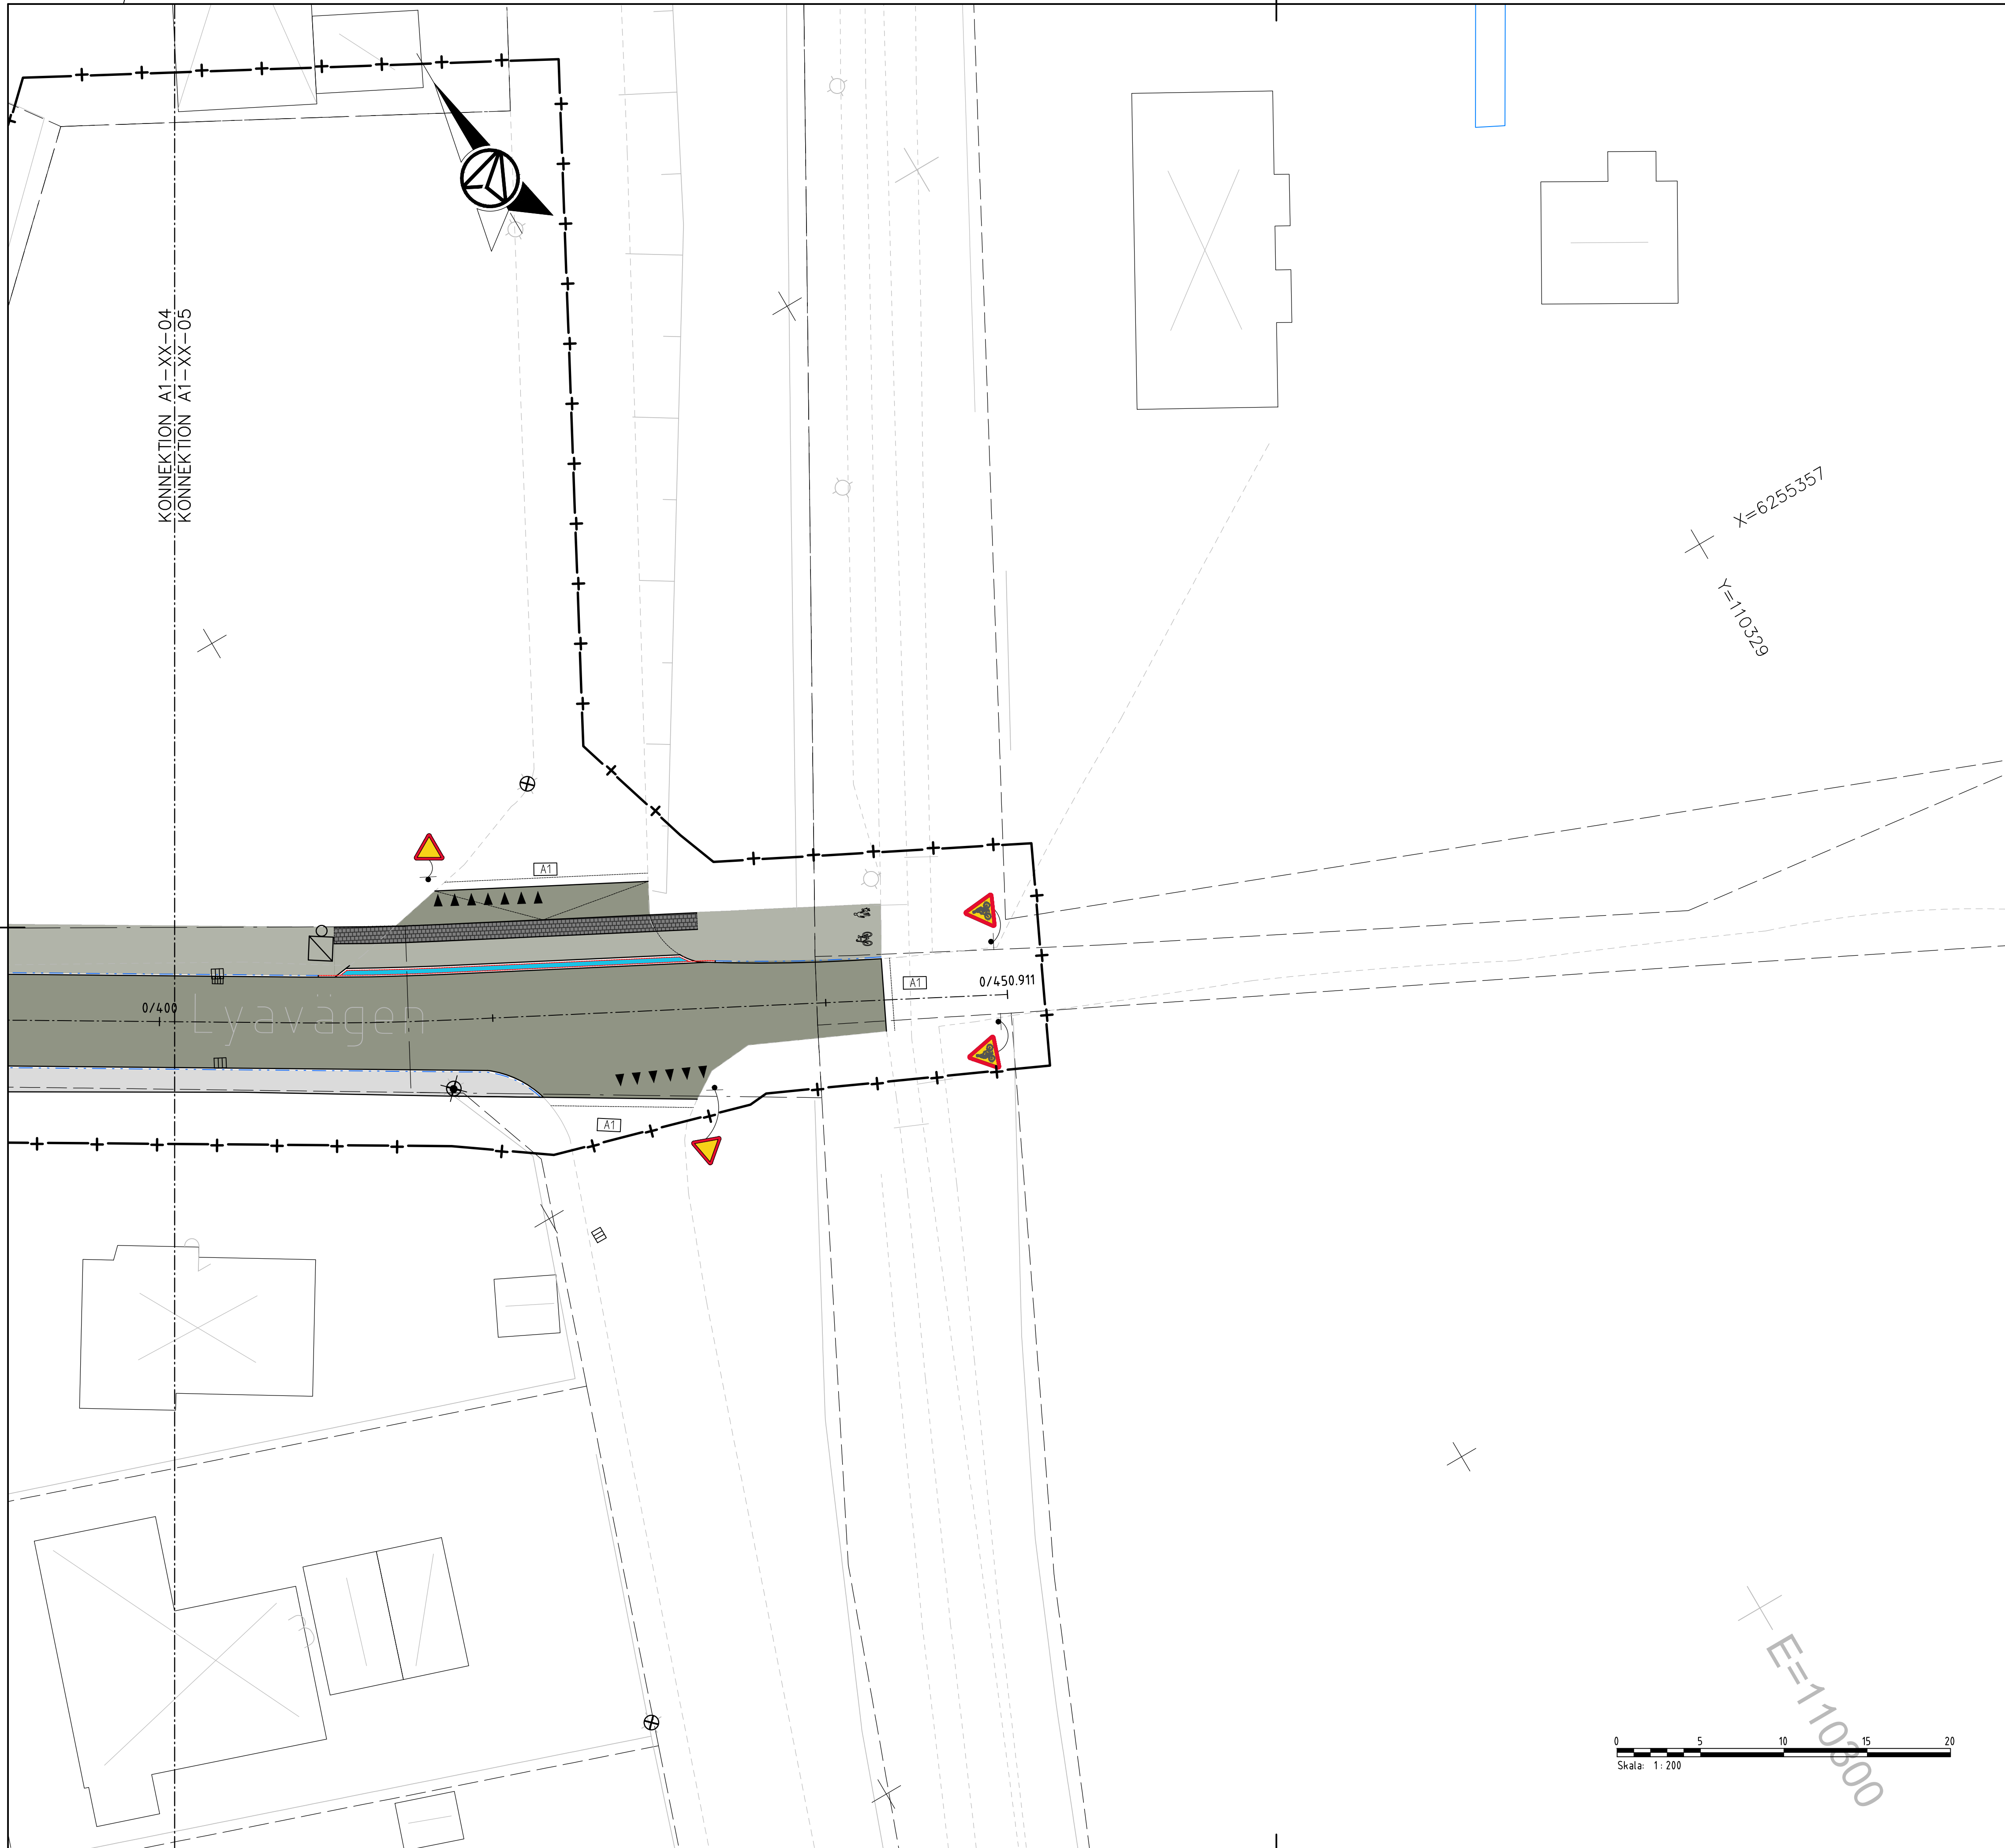 KONNEKTION A1-XX-04
KONNEKTION A1-XX-05
X=6255357
Y=110329
A1
A1
0/450.911
0/400
Lyavägen
A1
E=110300
0 5 10 15 20
Skala: 1:200